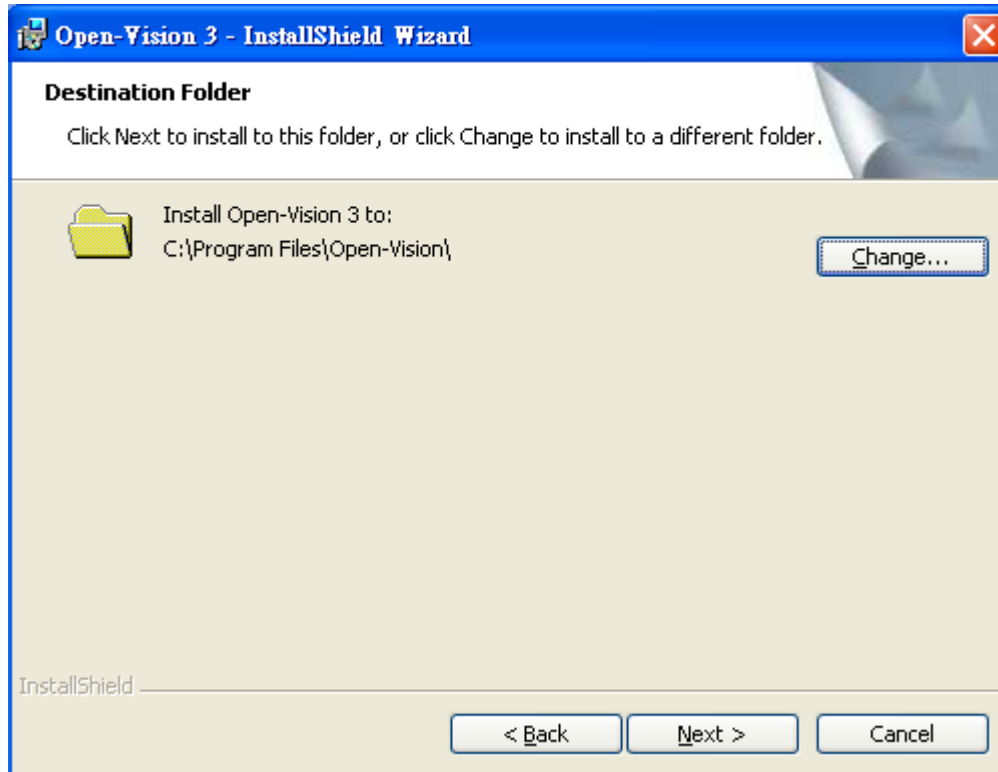 Open-Vision 3 - InstallShield Wizard
Destination Folder
Click Next to install to this folder, or click Change to install to a different folder.
Install Open-Vision 3 to:
C:\Program Files\Open-Vision\
Change...
InstallShield
< Back
Next >
Cancel